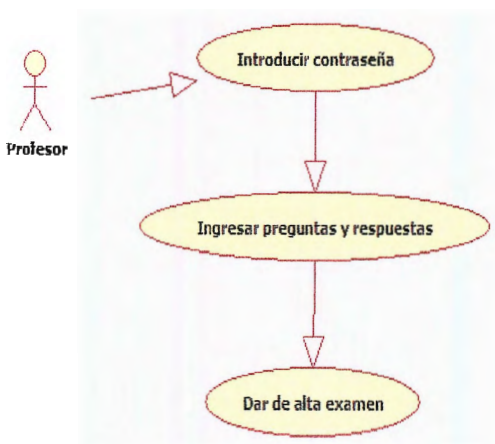 Introducir contraseña
Profesor
Ingresar preguntas y respuestas
Dar de alta examen